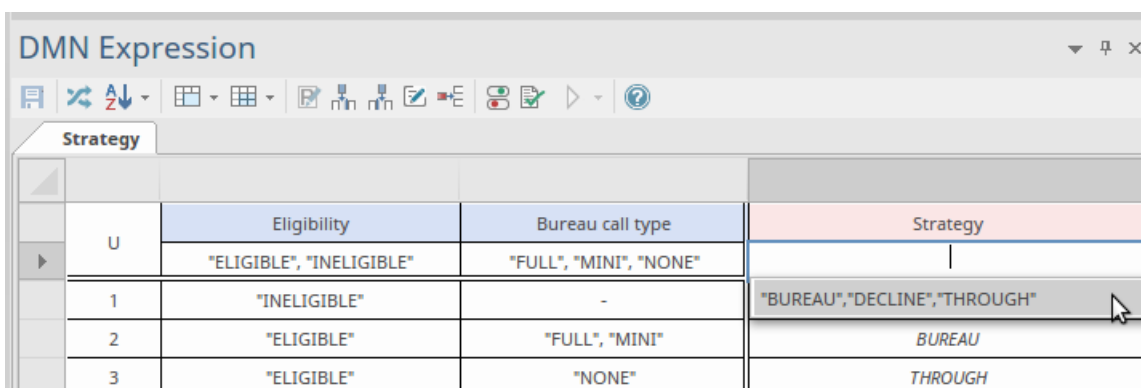 DMN Expression
Strategy
U
Eligibility
Bureau call type
Strategy
"ELIGIBLE", "INELIGIBLE"
"FULL", "MINI", "NONE"
1
"INELIGIBLE"
-
"BUREAU","DECLINE","THROUGH"
2
"ELIGIBLE"
"FULL", "MINI"
BUREAU
3
"ELIGIBLE"
"NONE"
THROUGH